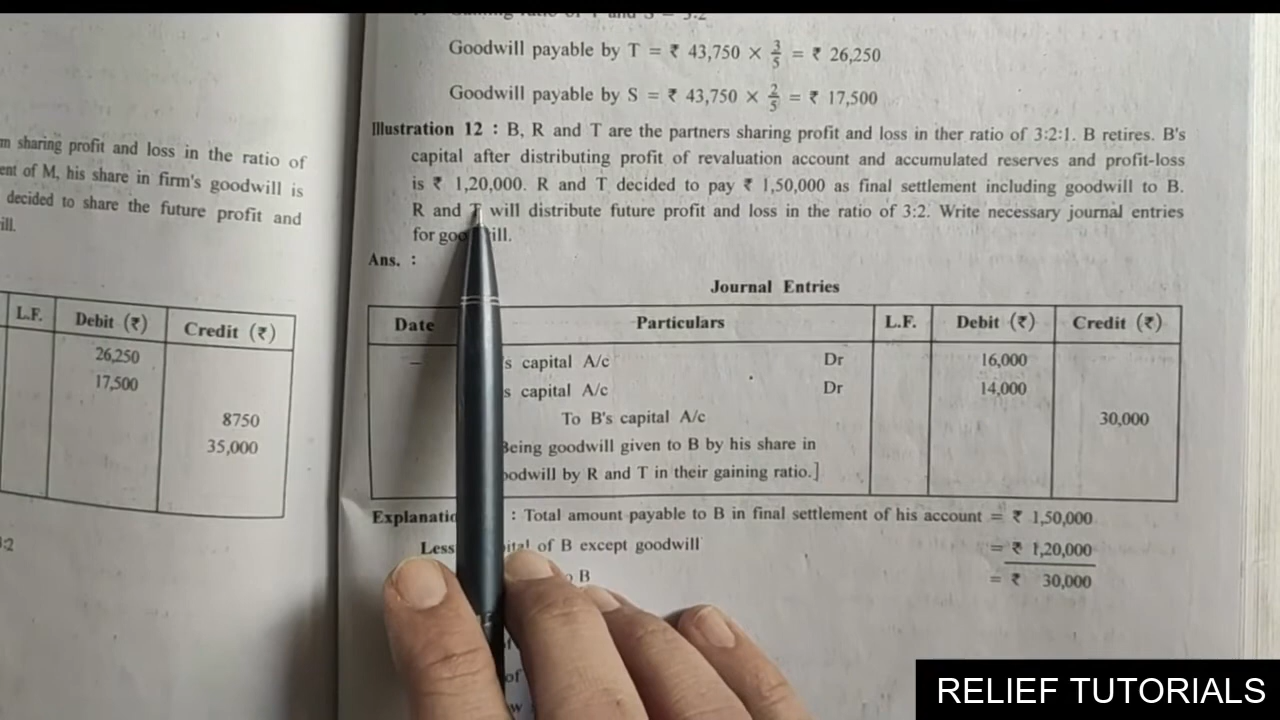 m sharing profit and loss in the ratio of
ent of M, his share in firm's goodwill is
decided to share the future profit and
ill.
L.F. Debit (₹) Credit (₹)
26,250
17,500
8750
35,000
:2
Goodwill payable by T = ₹ 43,750 × 3/5 = ₹ 26,250
Goodwill payable by S = ₹ 43,750 × 2/5 = ₹ 17,500
Illustration 12 : B, R and T are the partners sharing profit and loss in ther ratio of 3:2:1. B retires. B's
capital after distributing profit of revaluation account and accumulated reserves and profit-loss
is ₹ 1,20,000. R and T decided to pay ₹ 1,50,000 as final settlement including goodwill to B.
R and T will distribute future profit and loss in the ratio of 3:2. Write necessary journal entries
for goo ill.
Ans. :
Journal Entries
Date Particulars L.F. Debit (₹) Credit (₹)
– s capital A/c Dr 16,000
s capital A/c Dr 14,000
To B's capital A/c 30,000
Being goodwill given to B by his share in
oodwill by R and T in their gaining ratio.]
Explanatio : Total amount payable to B in final settlement of his account = ₹ 1,50,000
Less ital of B except goodwill = ₹ 1,20,000
B = ₹ 30,000
of
RELIEF TUTORIALS